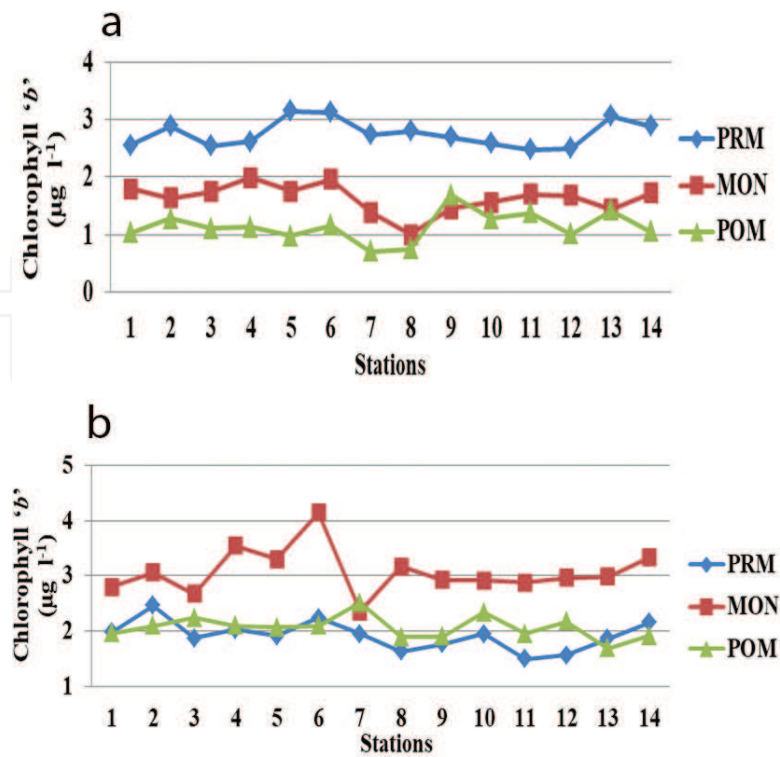 a
Chlorophyll ‘b’
(µg l-1)
4
3
2
1
0
1 2 3 4 5 6 7 8 9 10 11 12 13 14
Stations
PRM
MON
POM
b
Chlorophyll ‘b’
(µg l-1)
5
4
3
2
1
1 2 3 4 5 6 7 8 9 10 11 12 13 14
Stations
PRM
MON
POM